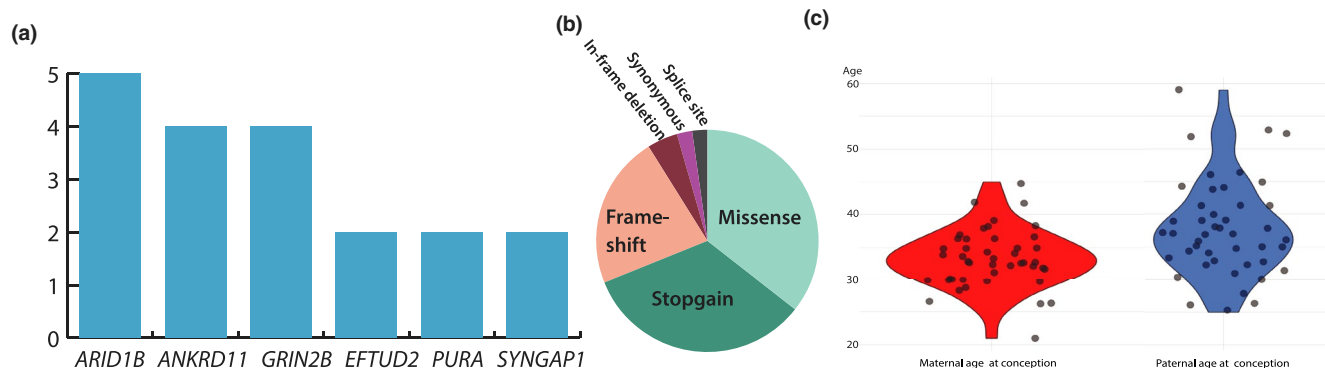 (a)
5
4
3
2
1
0
ARID1B ANKRD11 GRIN2B EFTUD2 PURA SYNGAP1
(b)
In-frame deletion
Synonymous
Splice site
Missense
Frame-
shift
Stopgain
(c)
Age
60
50
40
30
20
Maternal age at conception
Paternal age at conception